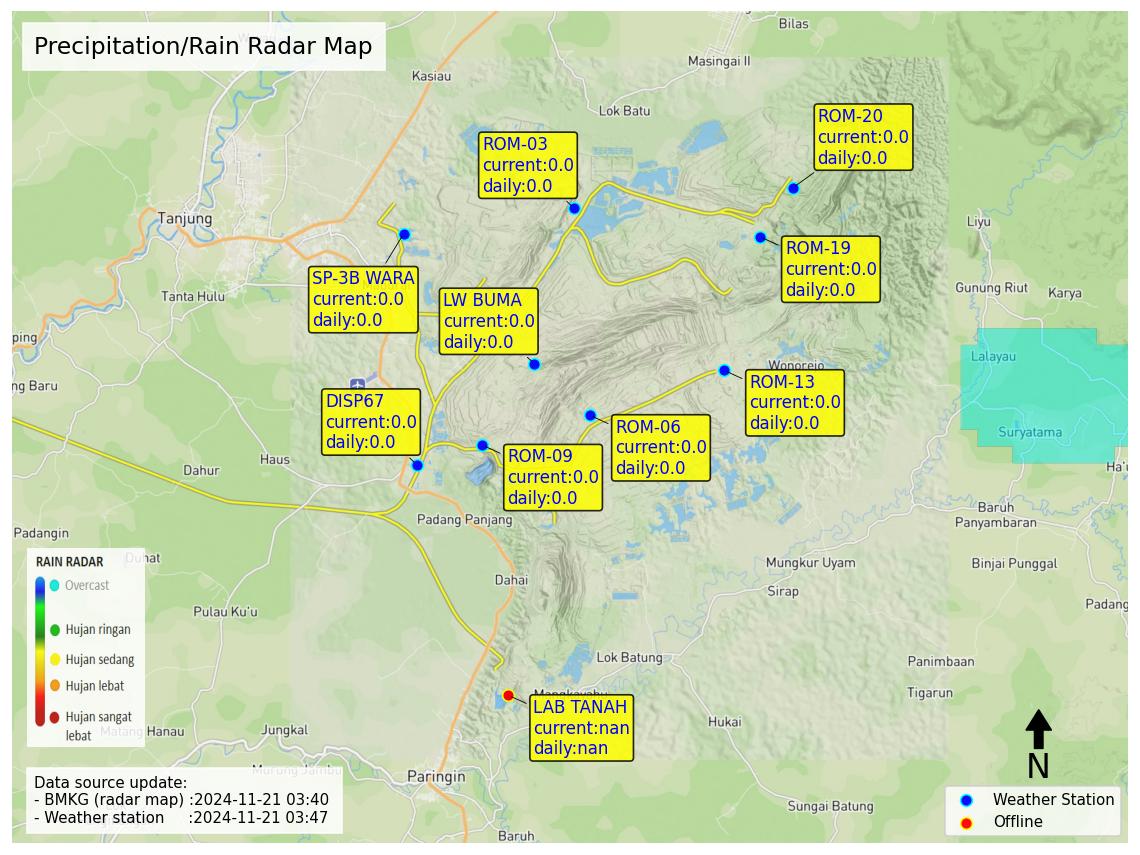 Precipitation/Rain Radar Map
Bilas
Masingai II
Kasiau
Lok Batu
ROM-20
current:0.0
daily:0.0
ROM-03
current:0.0
daily:0.0
Tanjung
Liyu
ROM-19
current:0.0
daily:0.0
SP-3B WARA
current:0.0
daily:0.0
Tanta Hulu
LW BUMA
current:0.0
daily:0.0
Gunung Riut
Karya
ping
Lalayau
Wonorejo
ng Baru
ROM-13
current:0.0
daily:0.0
DISP67
current:0.0
daily:0.0
ROM-06
current:0.0
daily:0.0
Suryatama
ROM-09
current:0.0
daily:0.0
Haus
Dahur
Ha'u
Padang Panjang
Baruh
Panyambaran
Padangin
Duhat
Mungkur Uyam
Binjai Punggal
RAIN RADAR
Overcast
Hujan ringan
Hujan sedang
Hujan lebat
Hujan sangat
lebat
Dahai
Sirap
Padang
Pulau Ku'u
Lok Batung
Panimbaan
Tigarun
Mangkayahu
LAB TANAH
current:nan
daily:nan
Hukai
Matang Hanau
Jungkal
Murung Jambu
Paringin
N
Data source update:
- BMKG (radar map) :2024-11-21 03:40
- Weather station :2024-11-21 03:47
Sungai Batung
Weather Station
Offline
Baruh